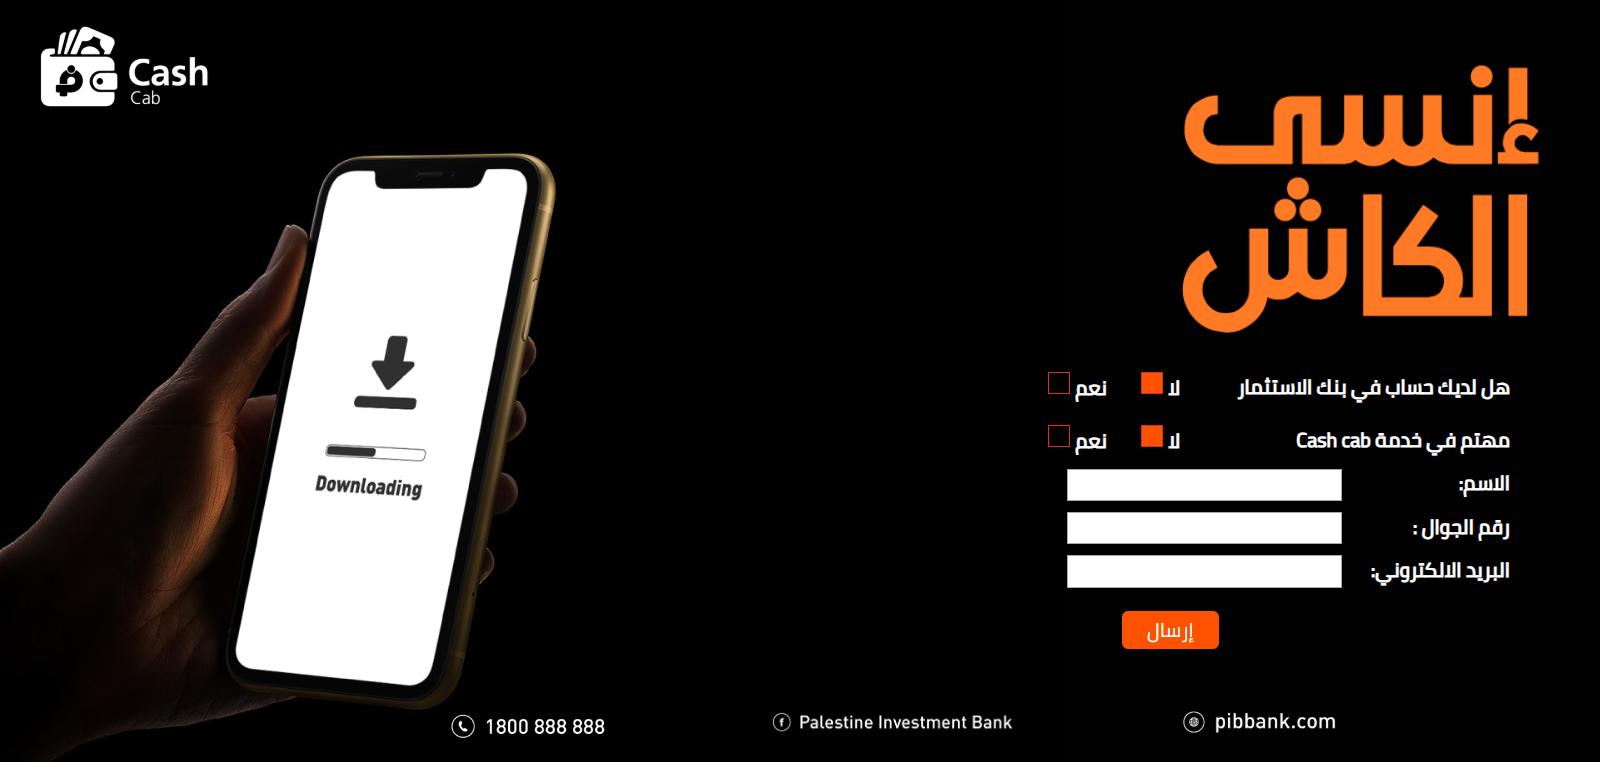 Cash
Cab
إنسى
الكاش
هل لديك حساب في بنك الاستثمار لا نعم
مهتم في خدمة Cash cab لا نعم
الاسم:
رقم الجوال :
البريد الالكتروني:
إرسال
Downloading
1800 888 888
Palestine Investment Bank
pibbank.com